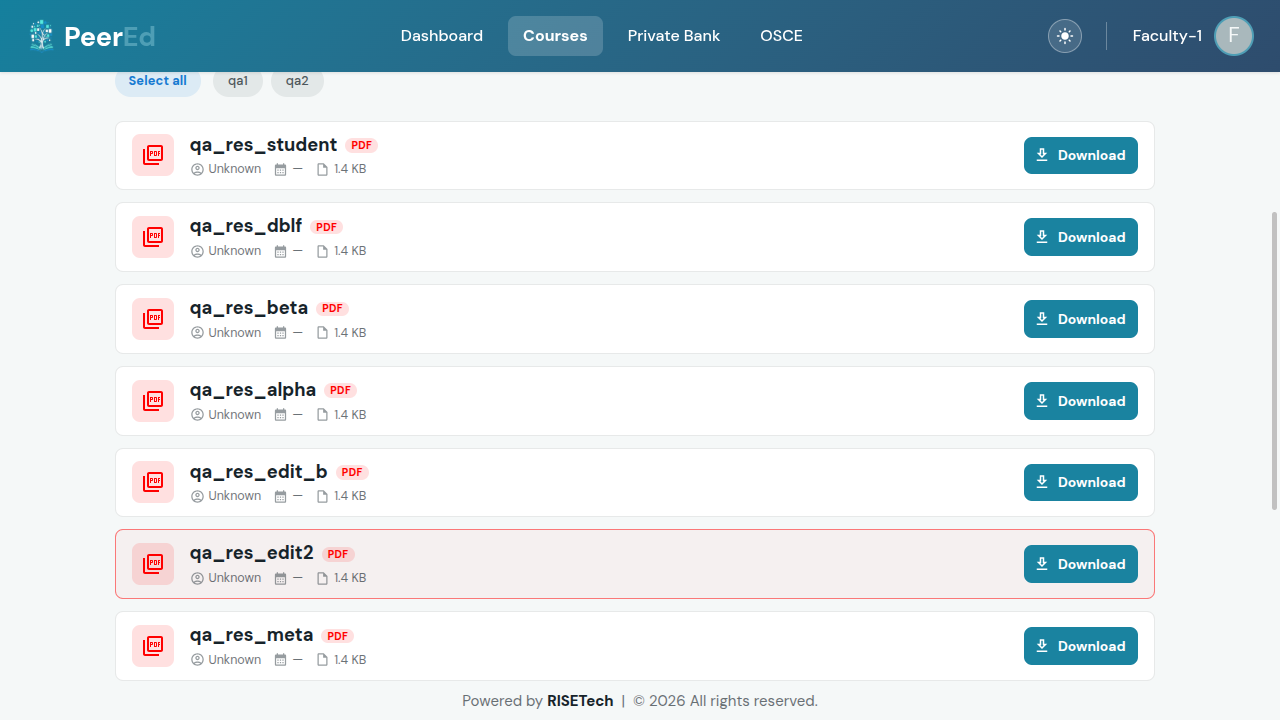 PeerEd
Dashboard
Courses
Private Bank
OSCE
Faculty-1
F
Select all
qa1
qa2
qa_res_student PDF
Unknown — 1.4 KB
Download
qa_res_dblf PDF
Unknown — 1.4 KB
Download
qa_res_beta PDF
Unknown — 1.4 KB
Download
qa_res_alpha PDF
Unknown — 1.4 KB
Download
qa_res_edit_b PDF
Unknown — 1.4 KB
Download
qa_res_edit2 PDF
Unknown — 1.4 KB
Download
qa_res_meta PDF
Unknown — 1.4 KB
Download
Powered by RISETech | © 2026 All rights reserved.